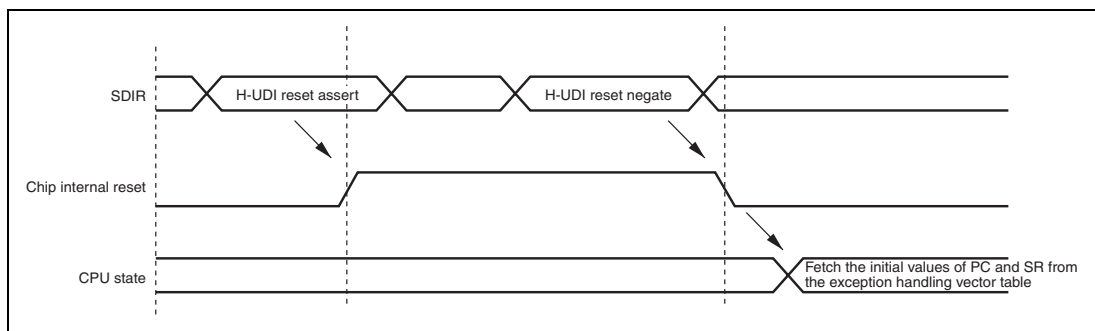 SDIR
H-UDI reset assert
H-UDI reset negate
Chip internal reset
CPU state
Fetch the initial values of PC and SR from
the exception handling vector table